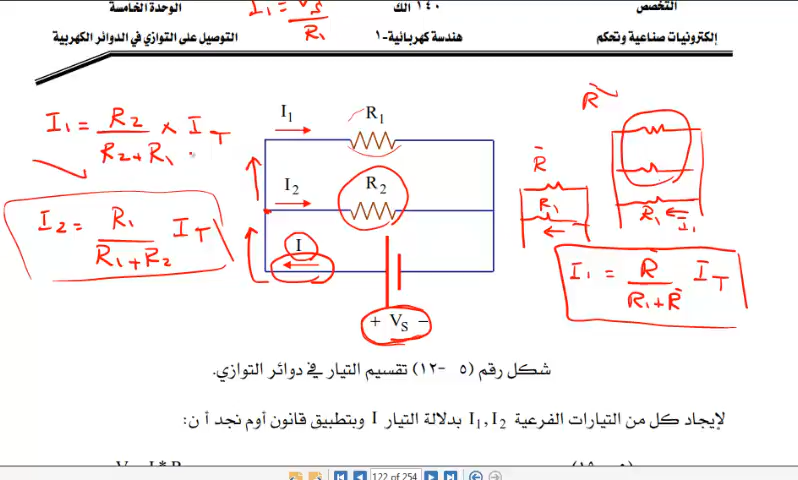 التخصص ١٤٠ الك الوحدة الخامسة
إلكترونيات صناعية وتحكم هندسة كهربائية-١ التوصيل على التوازي في الدوائر الكهربية
I₁ = Vs / R₁
I₁ = R₂ / (R₂ + R₁) × I_T
I₂ = R₁ / (R₁ + R₂) I_T
I₁ R₁
I₂ R₂
I
+ V_S −
R̄
R̄
R₁
R₁ I₁
I₁ = R̄ / (R₁ + R̄) I_T
شكل رقم (٥ -١٢) تقسيم التيار في دوائر التوازي.
لإيجاد كل من التيارات الفرعية I₁, I₂ بدلالة التيار I وبتطبيق قانون أوم نجد أ ن:
122 of 254